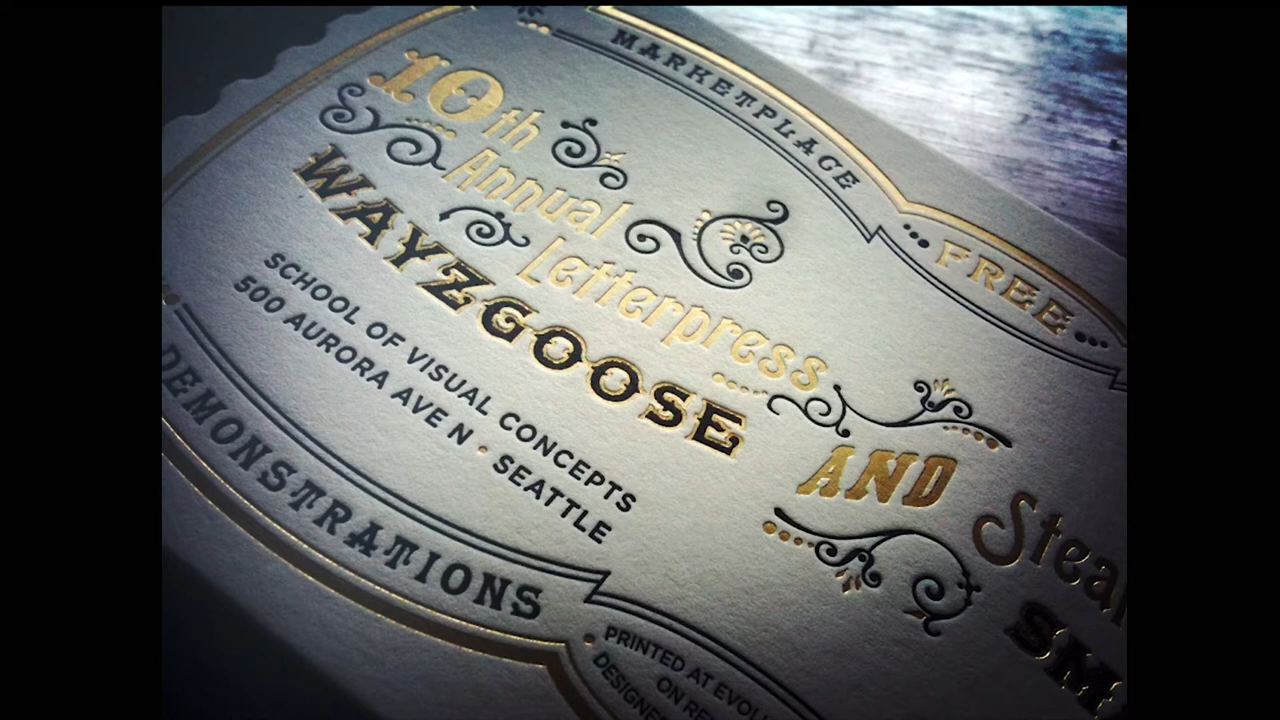 MARKETPLACE
FREE
10th
Annual
Letterpress
WAYZGOOSE
SCHOOL OF VISUAL CONCEPTS
500 AURORA AVE N • SEATTLE
AND
DEMONSTRATIONS
PRINTED AT
ON